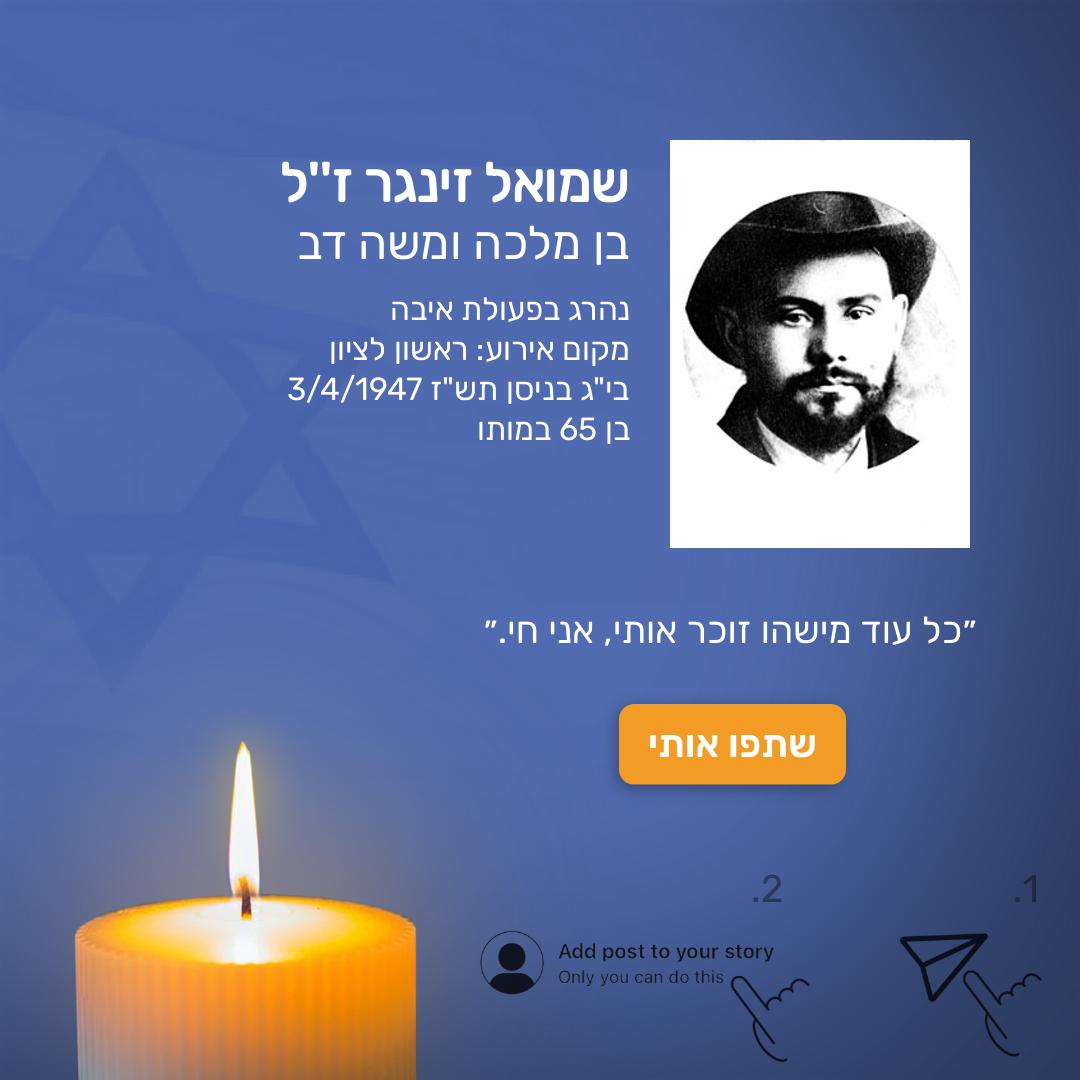 שמואל זינגר ז"ל
בן מלכה ומשה דב
נהרג בפעולת איבה
מקום אירוע: ראשון לציון
בי"ג בניסן תש"ז 3/4/1947
בן 65 במותו
״כל עוד מישהו זוכר אותי, אני חי.״
שתפו אותי
1.
2.
Add post to your story
Only you can do this